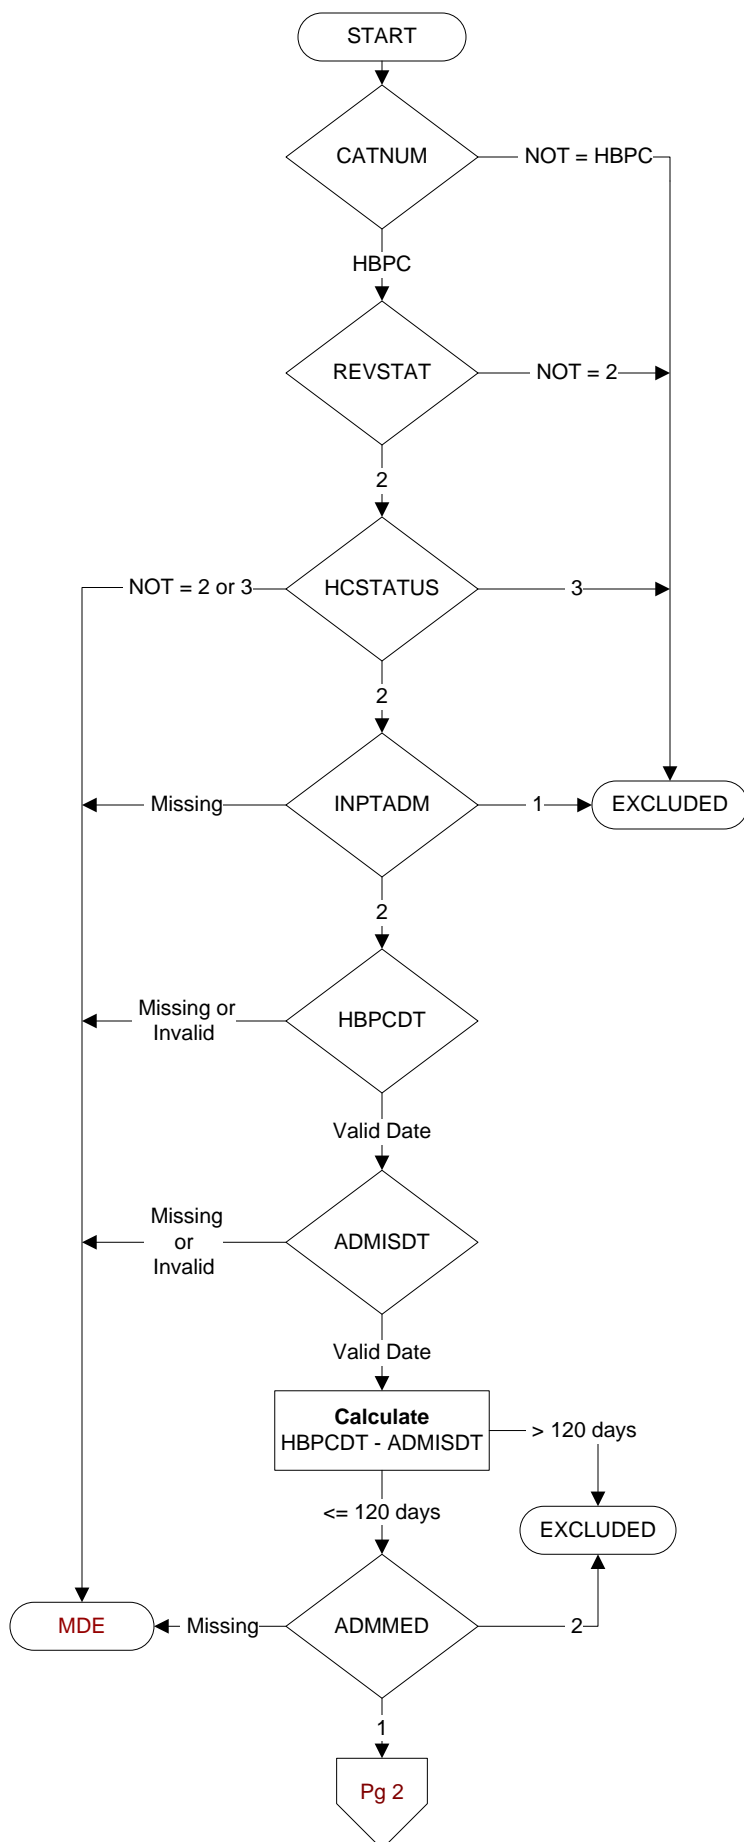 START
CATNUM
NOT = HBPC
HBPC
REVSTAT
NOT = 2
2
NOT = 2 or 3
HCSTATUS
3
2
Missing
INPTADM
1
EXCLUDED
2
Missing or
Invalid
HBPCDT
Valid Date
Missing
or
Invalid
ADMISDT
Valid Date
Calculate
HBPCDT - ADMISDT
> 120 days
<= 120 days
EXCLUDED
MDE
Missing
ADMMED
2
1
Pg 2